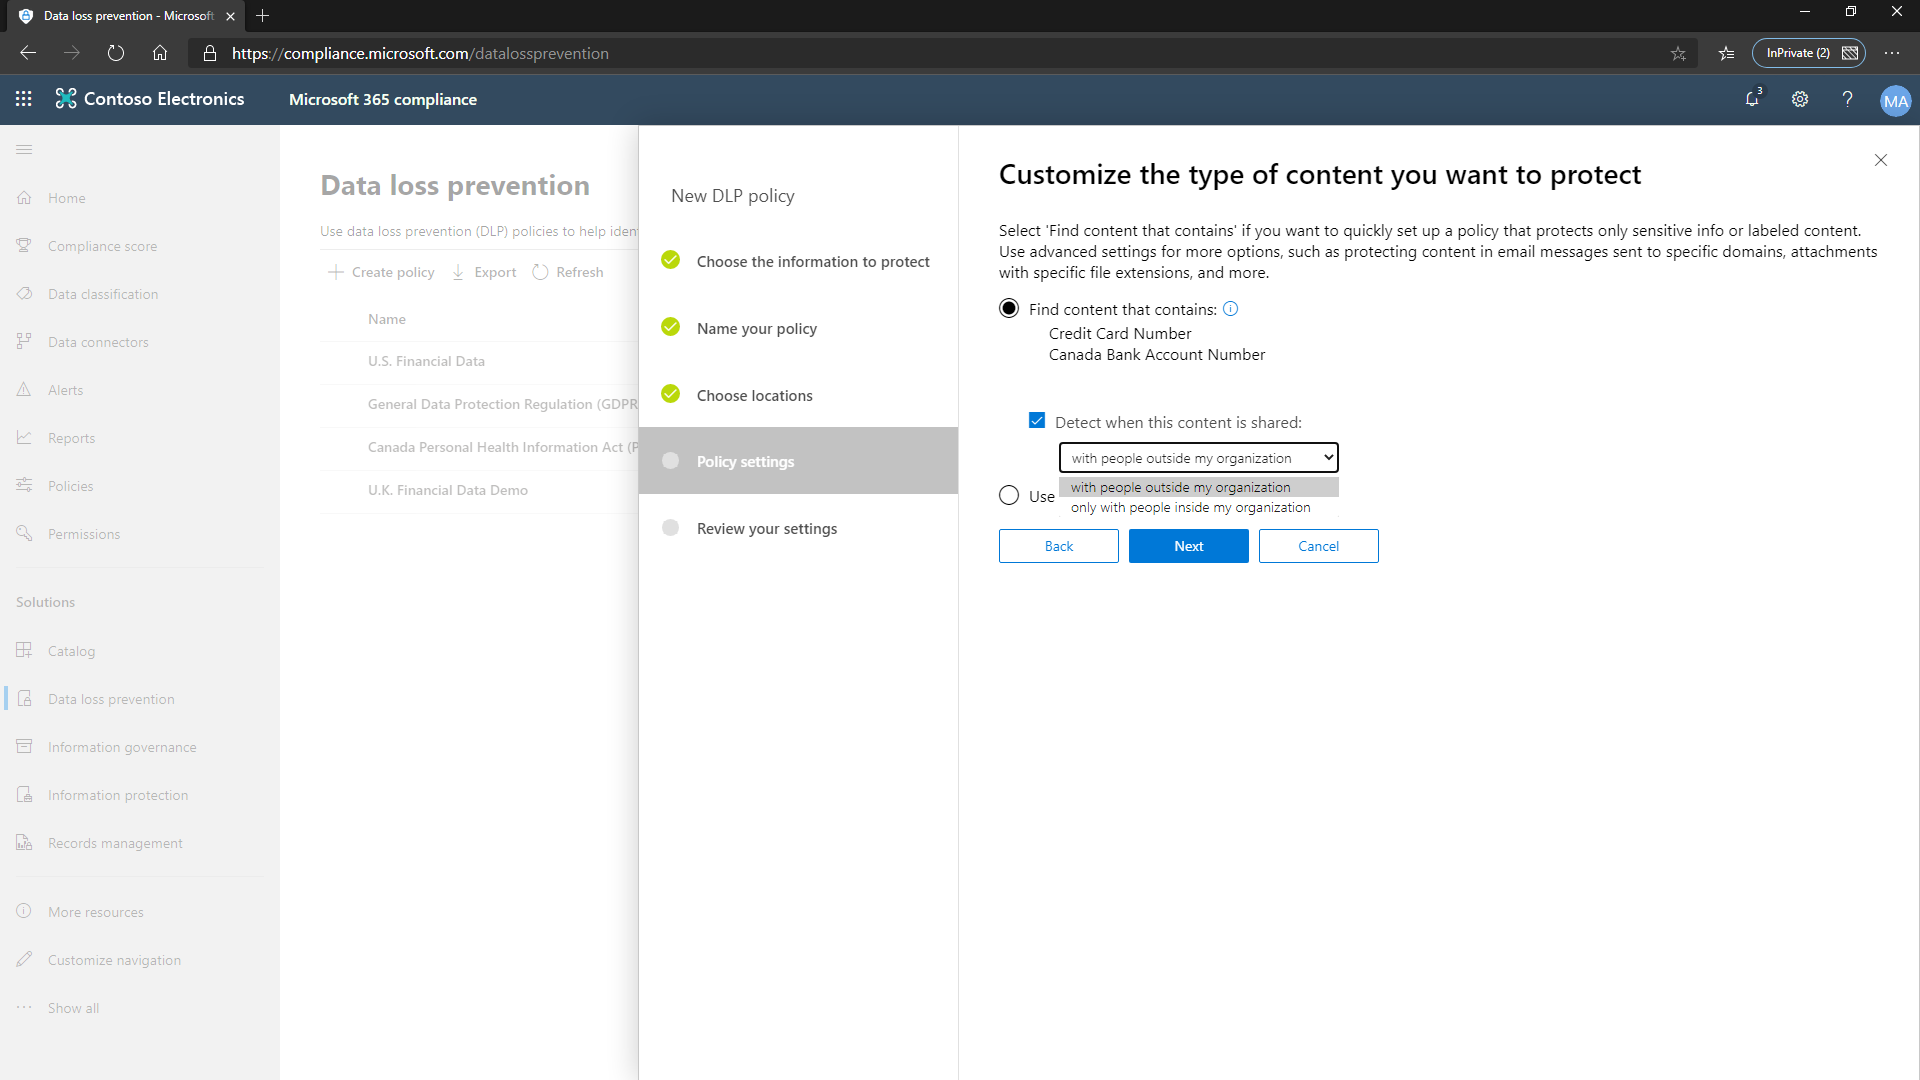 Data loss prevention - Microsoft
https://compliance.microsoft.com/datalossprevention
InPrivate (2)
Contoso Electronics
Microsoft 365 compliance
3
?
MA
Home
Compliance score
Data classification
Data connectors
Alerts
Reports
Policies
Permissions
Solutions
Catalog
Data loss prevention
Information governance
Information protection
Records management
More resources
Customize navigation
Show all
Data loss prevention
Use data loss prevention (DLP) policies to help iden
Create policy
Export
Refresh
Name
U.S. Financial Data
General Data Protection Regulation (GDPR
Canada Personal Health Information Act (P
U.K. Financial Data Demo
New DLP policy
Choose the information to protect
Name your policy
Choose locations
Policy settings
Review your settings
Customize the type of content you want to protect
Select 'Find content that contains' if you want to quickly set up a policy that protects only sensitive info or labeled content.
Use advanced settings for more options, such as protecting content in email messages sent to specific domains, attachments
with specific file extensions, and more.
Find content that contains:
Credit Card Number
Canada Bank Account Number
Detect when this content is shared:
with people outside my organization
with people outside my organization
only with people inside my organization
Use
Back
Next
Cancel